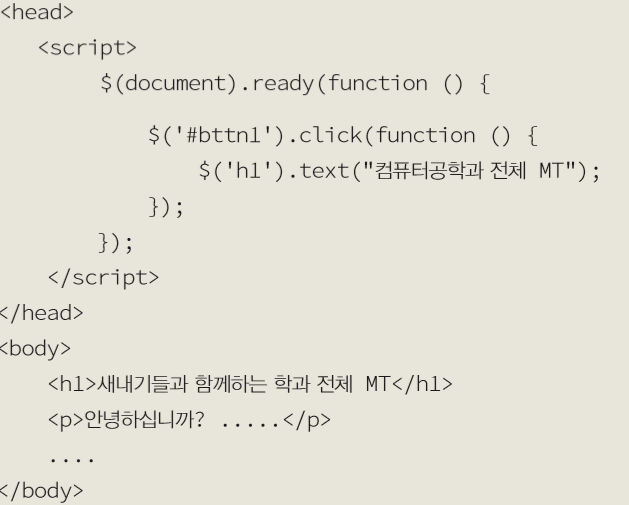 <head>
<script>
$(document).ready(function () {
$('#bttn1').click(function () {
$('h1').text("컴퓨터공학과 전체 MT");
});
});
</script>
</head>
<body>
<h1>새내기들과 함께하는 학과 전체 MT</h1>
<p>안녕하십니까? .....</p>
....
</body>